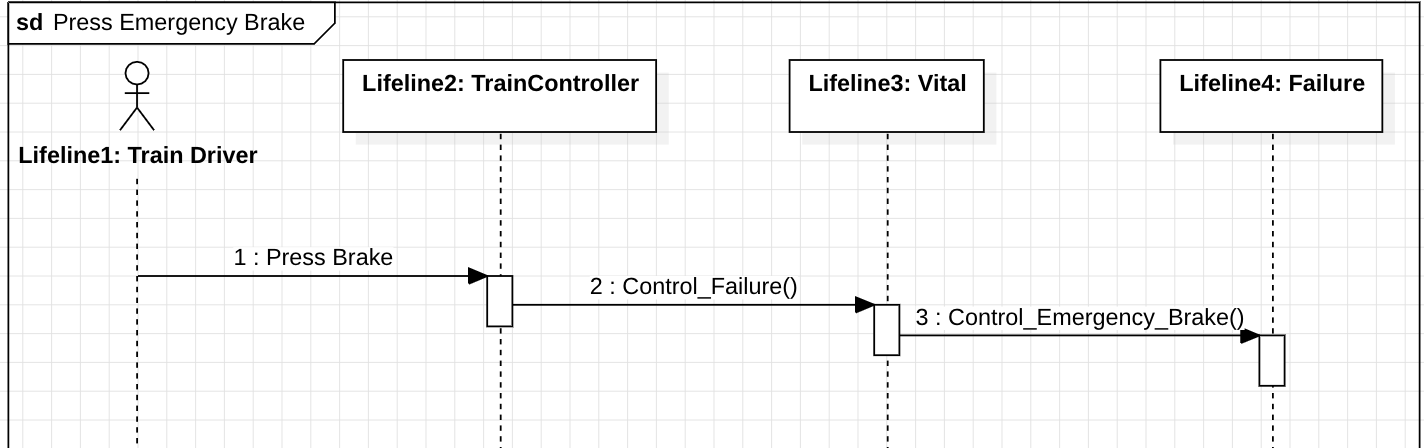 sd Press Emergency Brake
Lifeline2: TrainController
Lifeline3: Vital
Lifeline4: Failure
Lifeline1: Train Driver
1 : Press Brake
2 : Control_Failure()
3 : Control_Emergency_Brake()